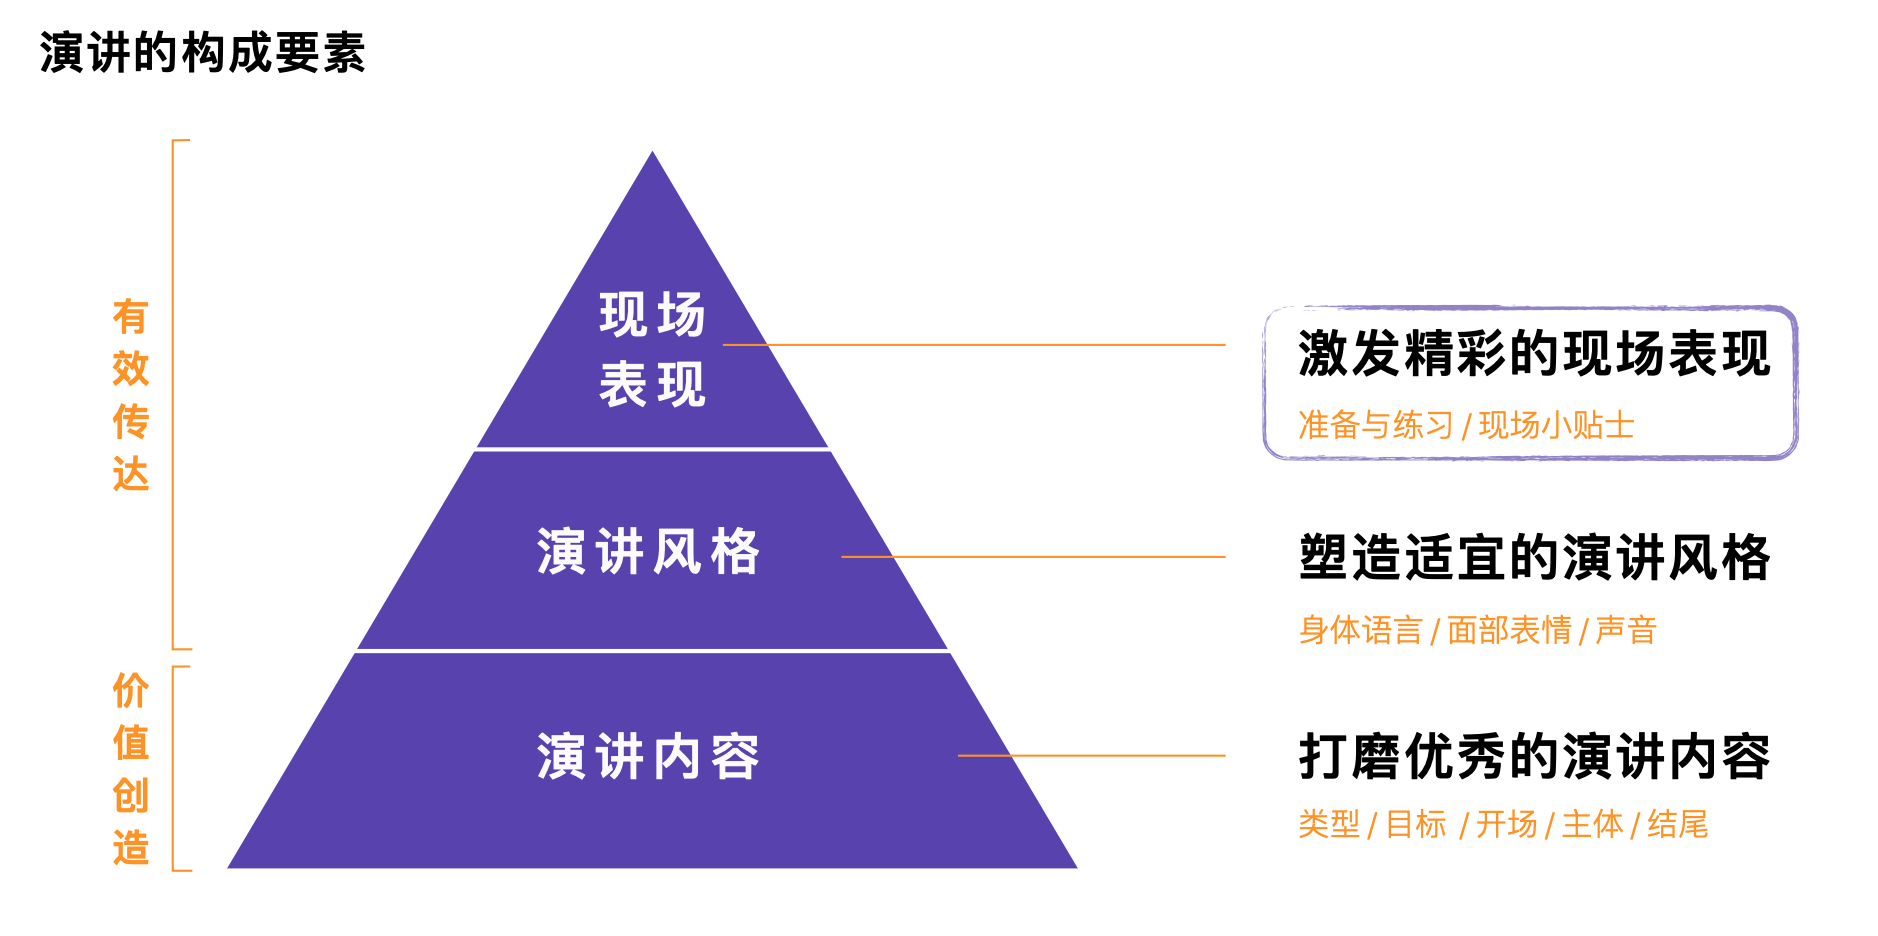 演讲的构成要素
有效传达
价值创造
现场
表现
演讲风格
演讲内容
激发精彩的现场表现
准备与练习 / 现场小贴士
塑造适宜的演讲风格
身体语言 / 面部表情 / 声音
打磨优秀的演讲内容
类型 / 目标 / 开场 / 主体 / 结尾